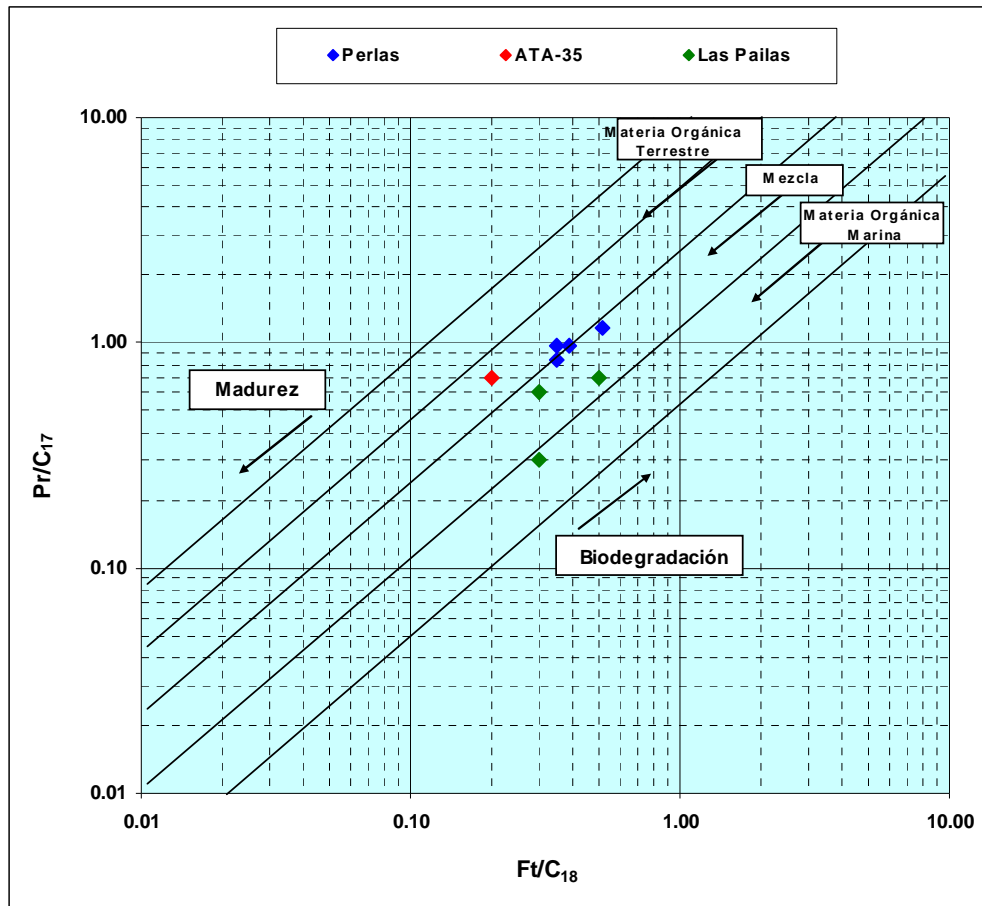 Perlas ATA-35 Las Pailas
10.00
Materia Orgánica
Terrestre
Mezcla
Materia Orgánica
Marina
1.00
Madurez
Pr/C₁₇
0.10
Biodegradación
0.01
0.01 0.10 1.00 10.00
Ft/C₁₈